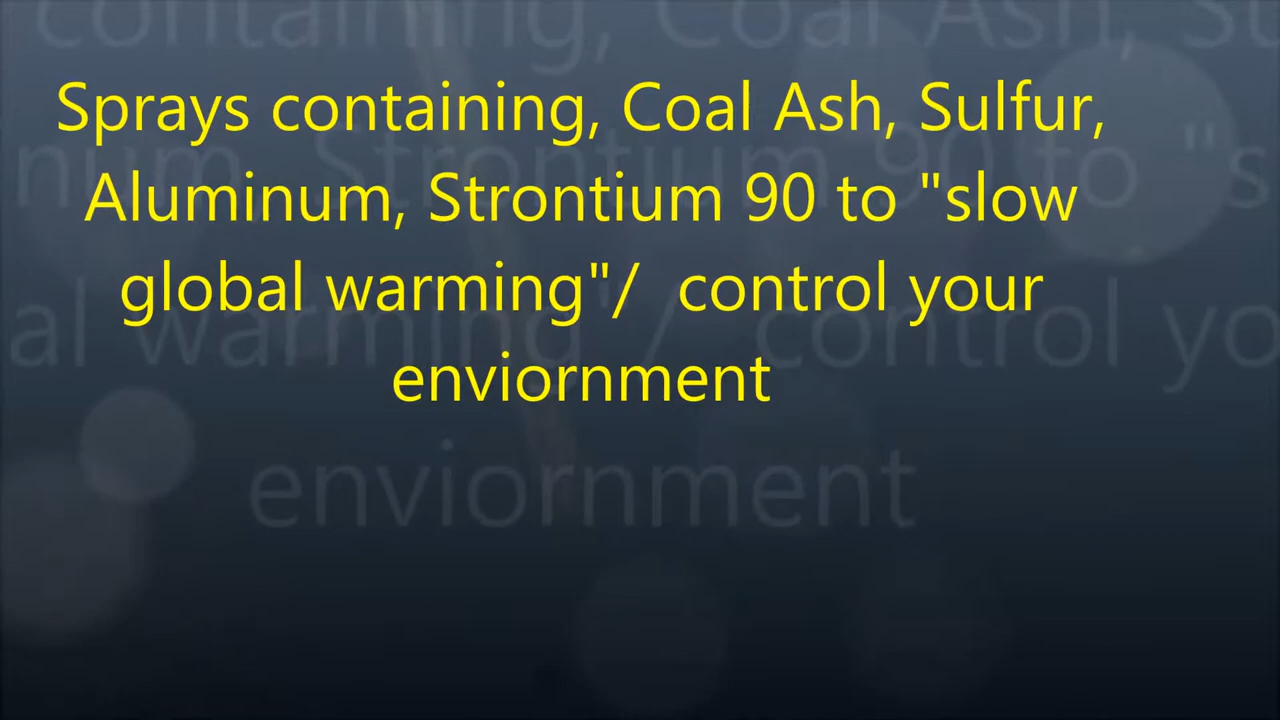 Sprays containing, Coal Ash, Sulfur,
Aluminum, Strontium 90 to "slow
global warming"/  control your
enviornment